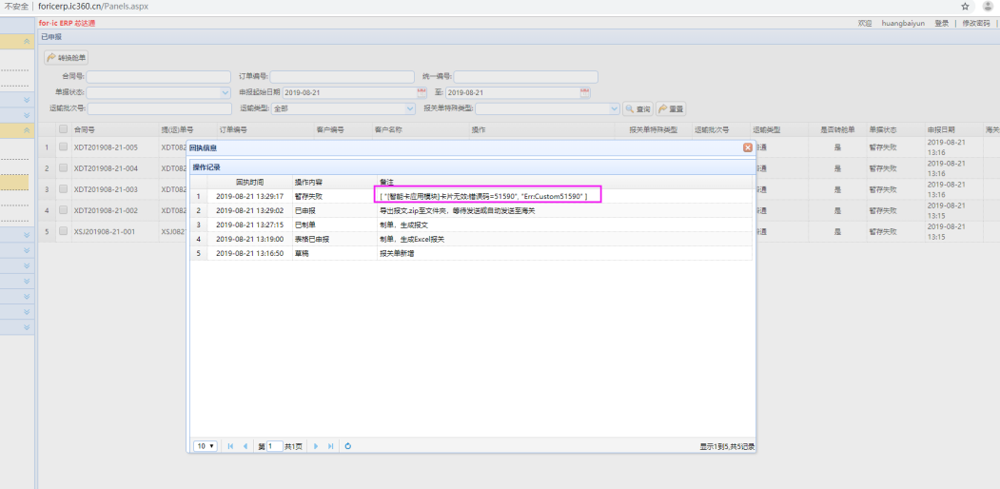 不安全 | foricerp.ic360.cn/Panels.aspx
for-ic ERP 芯达通
欢迎 huangbaiyun 登录 | 修改密码 |
已申报
转换舱单
合同号: 订单编号: 统一编号:
单据状态: 申报起始日期 2019-08-21 至: 2019-08-21
运输批次号: 运输类型: 全部 报关单特殊类型: 查询 重置
合同号 提(运)单号 订单编号 客户编号 客户名称 操作 报关单特殊类型 运输批次号 运输类型 是否转舱单 单据状态 申报日期 海关
1 XDT201908-21-005 XDT082 通 是 暂存失败 2019-08-21 13:16
2 XDT201908-21-004 XDT082 通 是 暂存失败 2019-08-21 13:16
3 XDT201908-21-003 XDT082 通 是 暂存失败 2019-08-21 13:15
4 XDT201908-21-002 XDT082 通 是 暂存失败 2019-08-21 13:15
5 XSJ201908-21-001 XSJ0821 通 是 暂存失败 2019-08-21 13:15
回执信息
操作记录
回执时间 操作内容 备注
1 2019-08-21 13:29:17 暂存失败 [ "[智能卡应用模块]卡片无效:错误码=51590", "Err:Custom51590" ]
2 2019-08-21 13:29:02 已申报 导出报文.zip至文件夹，等待发送或自动发送至海关
3 2019-08-21 13:27:15 已制单 制单，生成报文
4 2019-08-21 13:19:00 表格已申报 制单，生成Excel报关
5 2019-08-21 13:16:50 草稿 报关单新增
10 第 1 共1页 显示1到5,共5记录